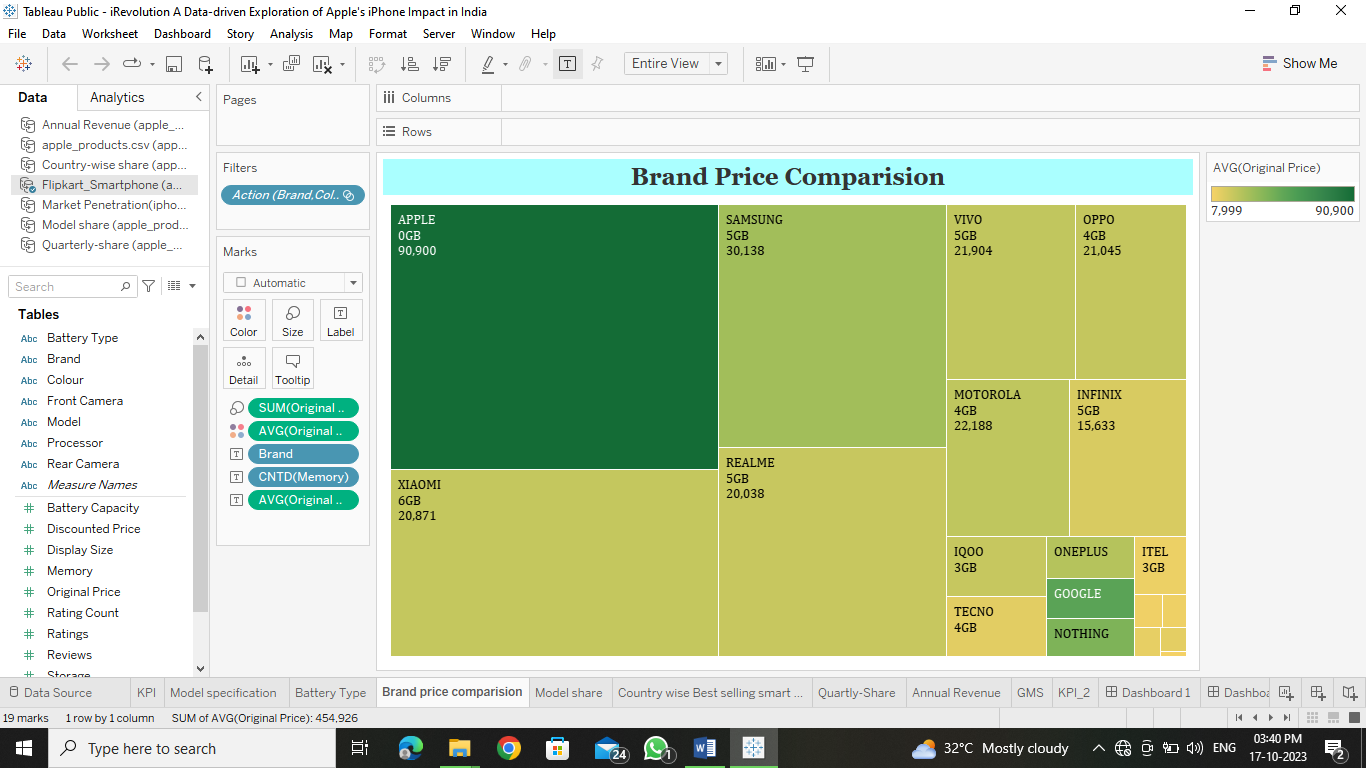 Tableau Public - iRevolution A Data-driven Exploration of Apple's iPhone Impact in India
File Data Worksheet Dashboard Story Analysis Map Format Server Window Help
Entire View
Show Me
Data Analytics
Annual Revenue (apple_...
apple_products.csv (app...
Country-wise share (app...
Flipkart_Smartphone (a...
Market Penetration(ipho...
Model share (apple_prod...
Quarterly-share (apple_...
Search
Tables
Abc Battery Type
Abc Brand
Abc Colour
Abc Front Camera
Abc Model
Abc Processor
Abc Rear Camera
Abc Measure Names
# Battery Capacity
# Discounted Price
# Display Size
# Memory
# Original Price
# Rating Count
# Ratings
# Reviews
Storage
Pages
Filters
Action (Brand,Col..
Marks
Automatic
Color Size T Label
Detail Tooltip
SUM(Original ..
AVG(Original ..
T Brand
T CNTD(Memory)
T AVG(Original ..
Columns
Rows
Brand Price Comparision
APPLE
0GB
90,900
XIAOMI
6GB
20,871
SAMSUNG
5GB
30,138
REALME
5GB
20,038
VIVO
5GB
21,904
OPPO
4GB
21,045
MOTOROLA
4GB
22,188
INFINIX
5GB
15,633
IQOO
3GB
TECNO
4GB
ONEPLUS
GOOGLE
NOTHING
ITEL
3GB
AVG(Original Price)
7,999 90,900
Data Source KPI Model specification Battery Type Brand price comparision Model share Country wise Best selling smart ... Quartly-Share Annual Revenue GMS KPI_2 Dashboard 1 Dashboa
19 marks 1 row by 1 column SUM of AVG(Original Price): 454,926
Type here to search
24
1
W
32°C Mostly cloudy
ENG
03:40 PM
17-10-2023
2